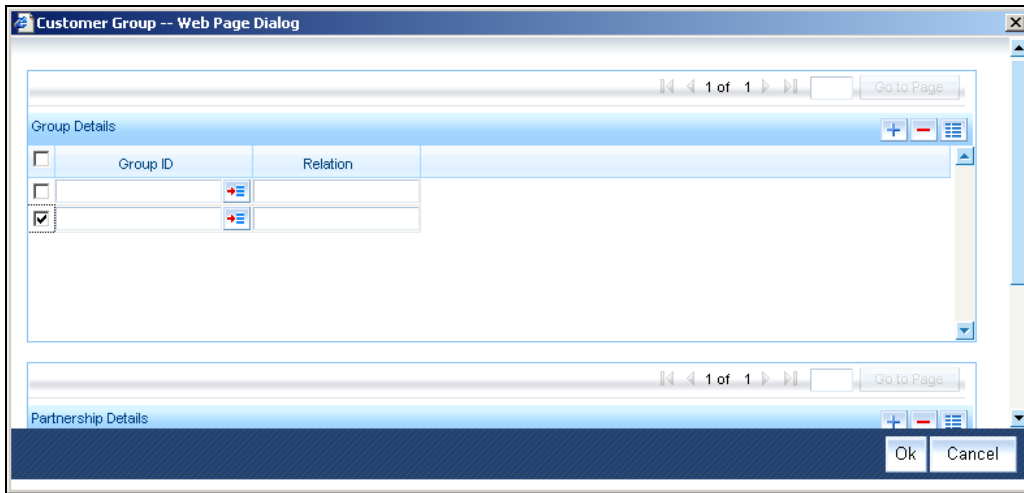 Customer Group -- Web Page Dialog
1 of 1 Go to Page
Group Details
Group ID Relation
1 of 1 Go to Page
Partnership Details
Ok Cancel